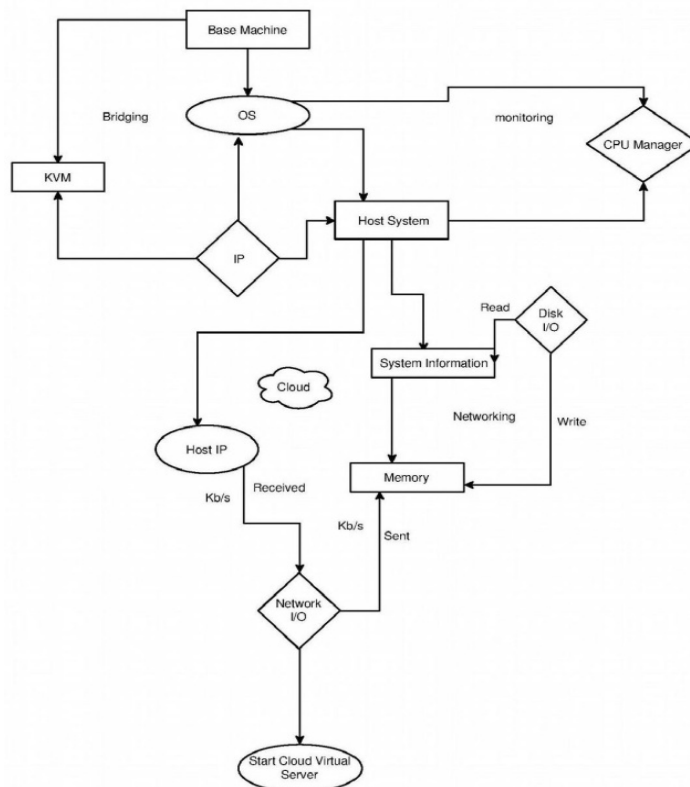 Base Machine
Bridging
OS
monitoring
CPU Manager
KVM
Host System
IP
Read
Disk
I/O
System Information
Cloud
Networking
Write
Host IP
Memory
Received
Kb/s
Kb/s
Sent
Network
I/O
Start Cloud Virtual
Server